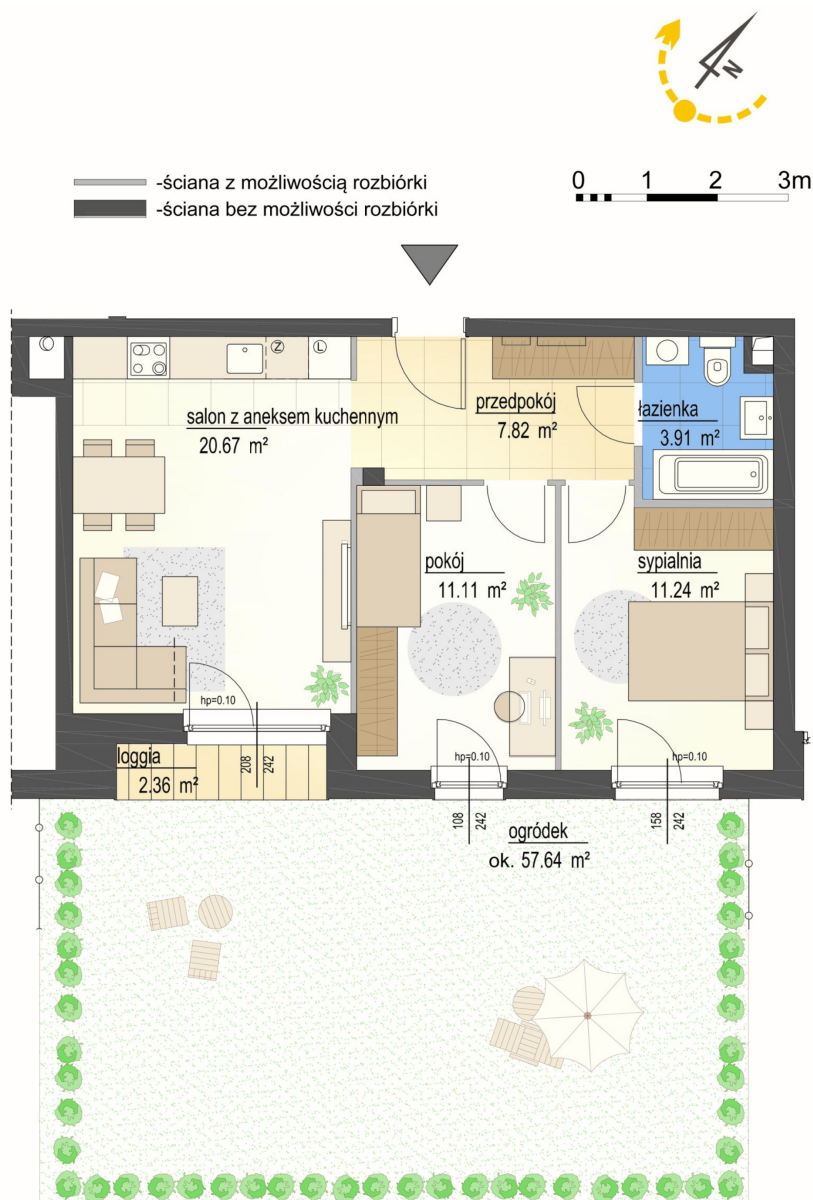 N
-ściana z możliwością rozbiórki
-ściana bez możliwości rozbiórki
0 1 2 3m
Z
L
salon z aneksem kuchennym
20.67 m²
przedpokój
7.82 m²
łazienka
3.91 m²
pokój
11.11 m²
sypialnia
11.24 m²
hp=0.10
hp=0.10
hp=0.10
loggia
2.36 m²
208
242
108
242
158
242
ogródek
ok. 57.64 m²